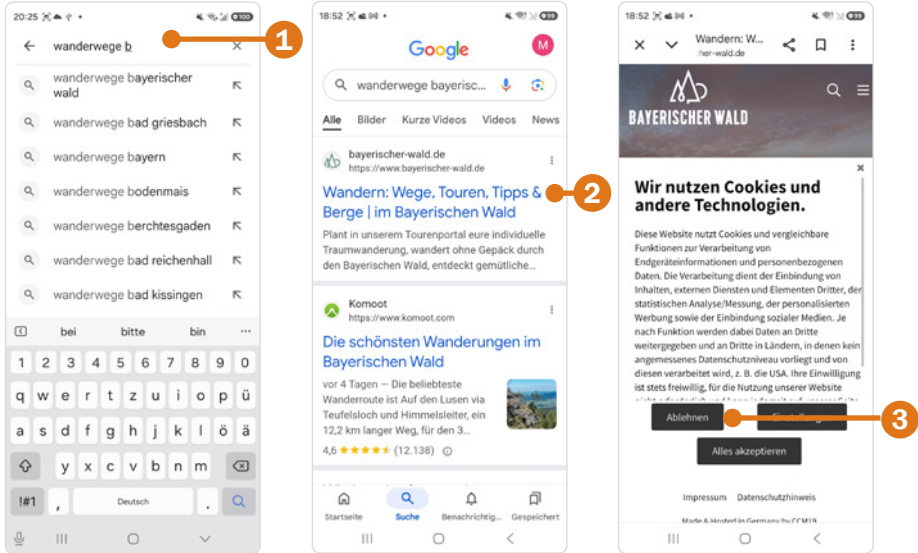 20:25
100
wanderwege b
1
wanderwege bayerischer
wald
wanderwege bad griesbach
wanderwege bayern
wanderwege bodenmais
wanderwege berchtesgaden
wanderwege bad reichenhall
wanderwege bad kissingen
bei bitte bin
1 2 3 4 5 6 7 8 9 0
q w e r t z u i o p ü
a s d f g h j k l ö ä
y x c v b n m
!#1 , Deutsch .
18:52
Google
M
wanderwege bayerisc...
Alle Bilder Kurze Videos Videos News
bayerischer-wald.de
https://www.bayerischer-wald.de
Wandern: Wege, Touren, Tipps &
2
Berge | im Bayerischen Wald
Plant in unserem Tourenportal eure individuelle
Traumwanderung, wandert ohne Gepäck durch
den Bayerischen Wald, entdeckt gemütliche...
Komoot
https://www.komoot.com
Die schönsten Wanderungen im
Bayerischen Wald
vor 4 Tagen — Die beliebteste
Wanderroute ist Auf den Lusen via
Teufelsloch und Himmelsleiter, ein
12,2 km langer Weg, für den 3...
4,6 (12.138)
Startseite Suche Benachrichtig... Gespeichert
18:52
Wandern: W...
her-wald.de
BAYERISCHER WALD
Wir nutzen Cookies und
andere Technologien.
Diese Website nutzt Cookies und vergleichbare
Funktionen zur Verarbeitung von
Endgeräteinformationen und personenbezogenen
Daten. Die Verarbeitung dient der Einbindung von
Inhalten, externen Diensten und Elementen Dritter, der
statistischen Analyse/Messung, der personalisierten
Werbung sowie der Einbindung sozialer Medien. Je
nach Funktion werden dabei Daten an Dritte
weitergegeben und an Dritte in Ländern, in denen kein
angemessenes Datenschutzniveau vorliegt und von
diesen verarbeitet wird, z. B. die USA. Ihre Einwilligung
ist stets freiwillig, für die Nutzung unserer Website
Ablehnen Einstellungen
3
Alles akzeptieren
Impressum Datenschutzhinweis
Made & Hosted in Germany by CCM19